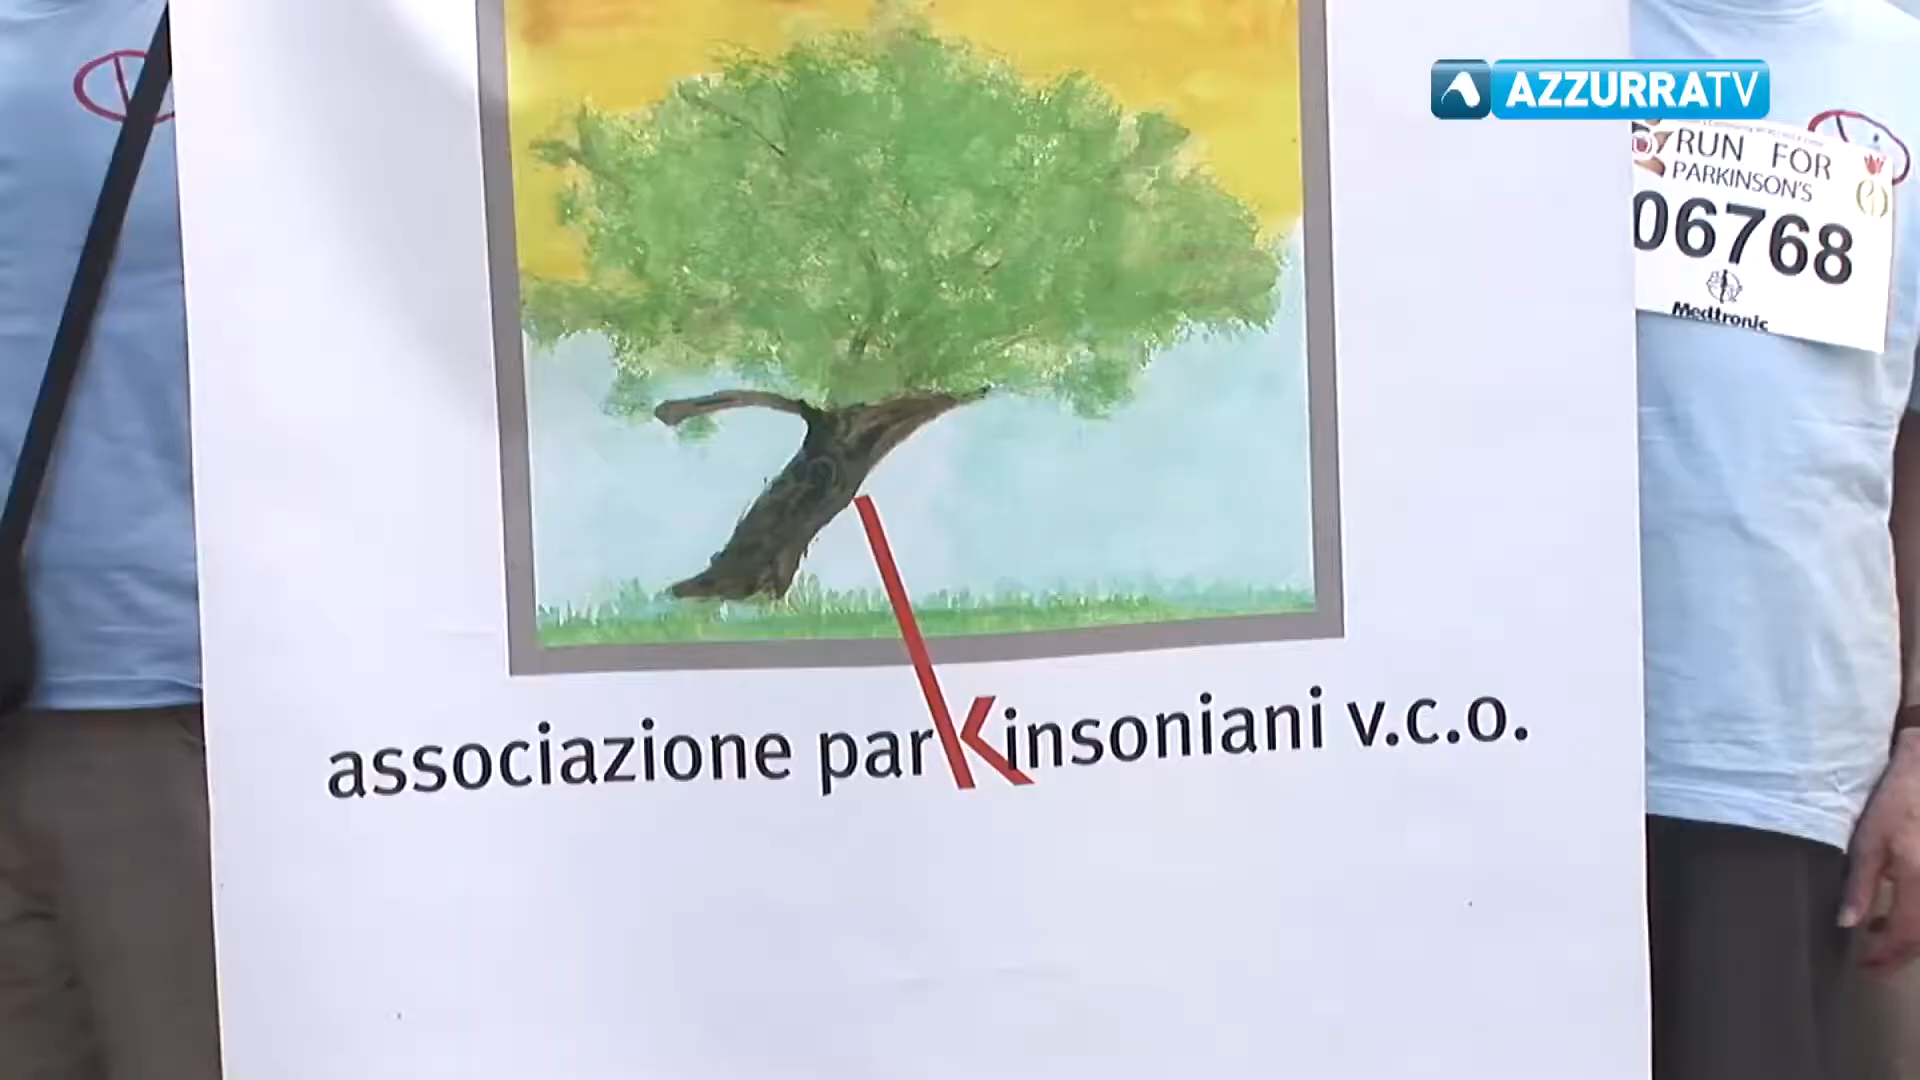 AZZURRATV
RUN FOR
PARKINSON'S
06768
Medtronic
associazione parkinsoniani v.c.o.